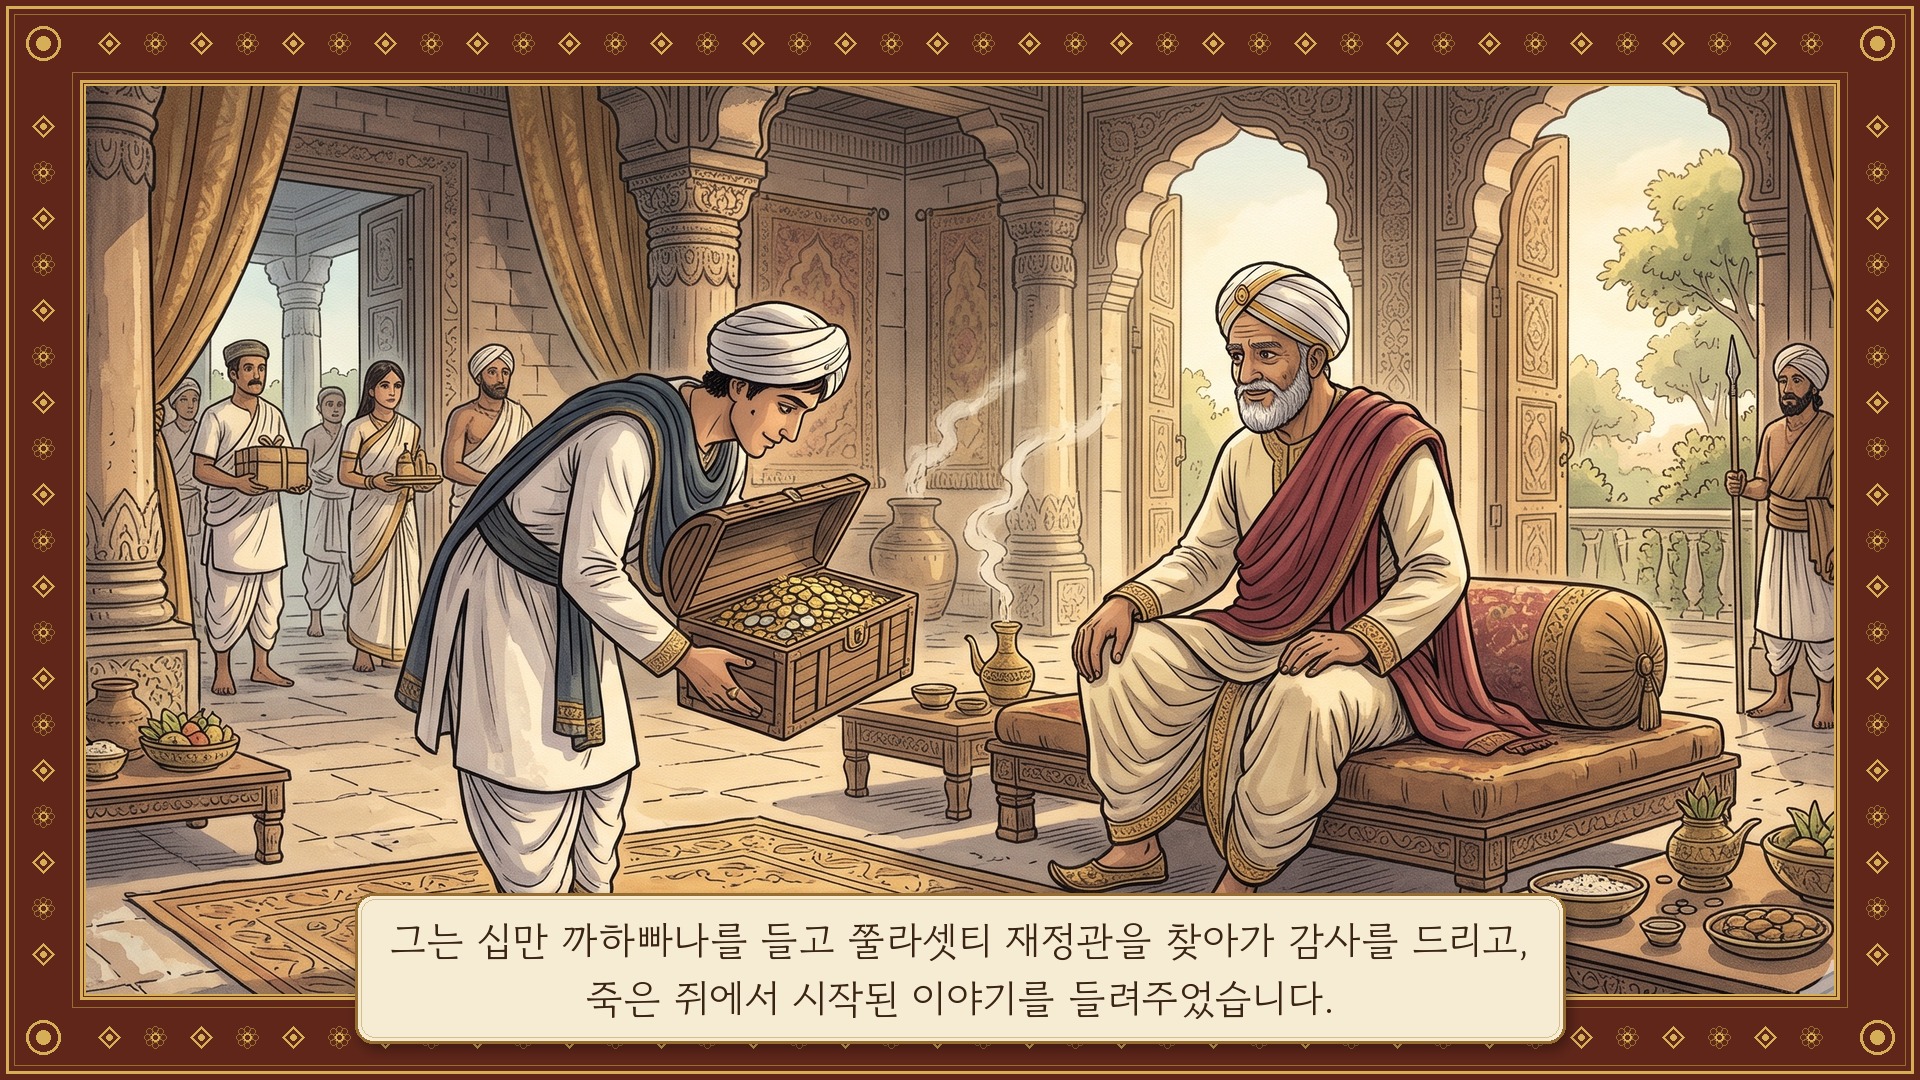 그는 십만 까하빠나를 들고 쭐라셋티 재정관을 찾아가 감사를 드리고,
죽은 쥐에서 시작된 이야기를 들려주었습니다.